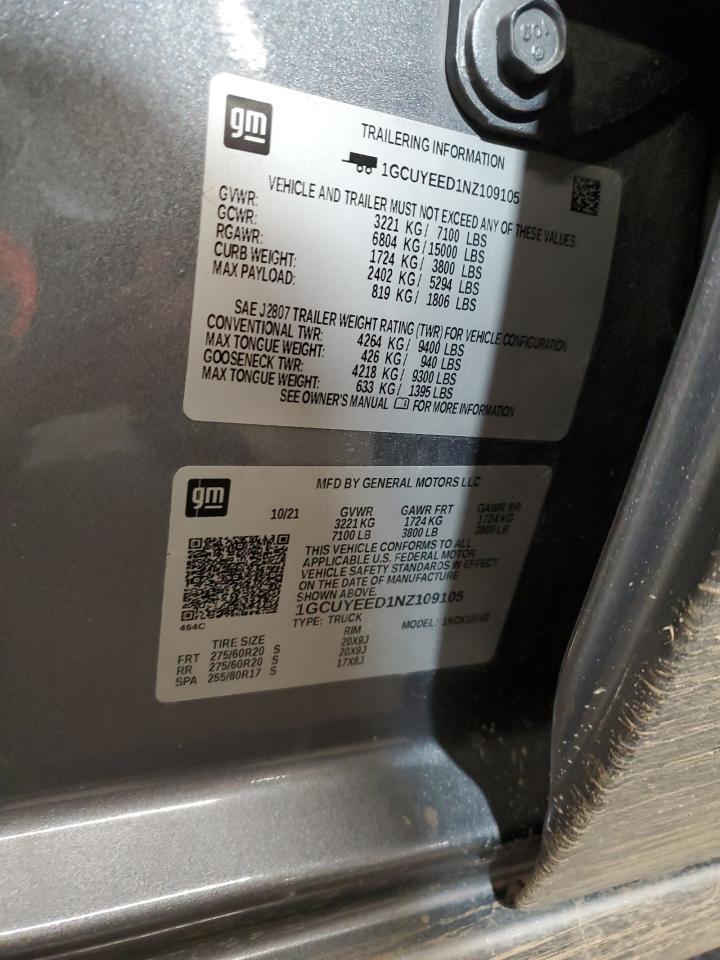 10R
gm
TRAILERING INFORMATION
1GCUYEED1NZ109105
VEHICLE AND TRAILER MUST NOT EXCEED ANY OF THESE VALUES
GVWR: 3221 KG / 7100 LBS
GCWR: 6804 KG / 15000 LBS
RGAWR: 1724 KG / 3800 LBS
CURB WEIGHT: 2402 KG / 5294 LBS
MAX PAYLOAD: 819 KG / 1806 LBS
SAE J2807 TRAILER WEIGHT RATING (TWR) FOR VEHICLE CONFIGURATION
CONVENTIONAL TWR: 4264 KG / 9400 LBS
MAX TONGUE WEIGHT: 426 KG / 940 LBS
GOOSENECK TWR: 4218 KG / 9300 LBS
MAX TONGUE WEIGHT: 633 KG / 1395 LBS
SEE OWNER'S MANUAL FOR MORE INFORMATION
gm
MFD BY GENERAL MOTORS LLC
10/21 GVWR GAWR FRT GAWR RR
3221 KG 1724 KG 1724 KG
7100 LB 3800 LB 3800 LB
THIS VEHICLE CONFORMS TO ALL
APPLICABLE U.S. FEDERAL MOTOR
VEHICLE SAFETY STANDARDS IN EFFECT
ON THE DATE OF MANUFACTURE
SHOWN ABOVE.
1GCUYEED1NZ109105
464C
TYPE: TRUCK MODEL:
TIRE SIZE RIM
FRT 275/60R20 S 20X9J
RR 275/60R20 S 20X9J
SPA 255/80R17 S 17X8J